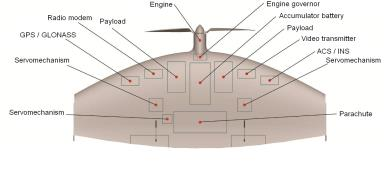 Engine
Engine governor
Radio modem
Accumulator battery
Payload
Payload
GPS / GLONASS
Video transmitter
ACS / INS
Servomechanism
Servomechanism
Servomechanism
Parachute